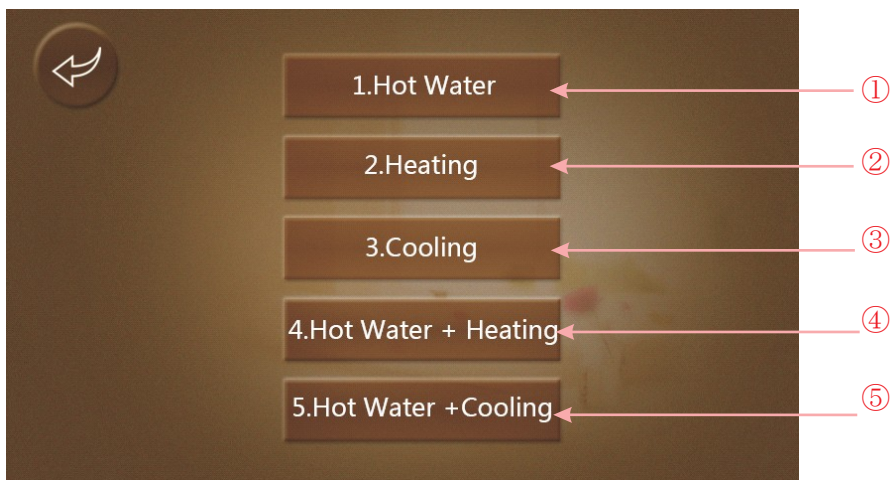 1.Hot Water ①
2.Heating ②
3.Cooling ③
4.Hot Water + Heating ④
5.Hot Water +Cooling ⑤